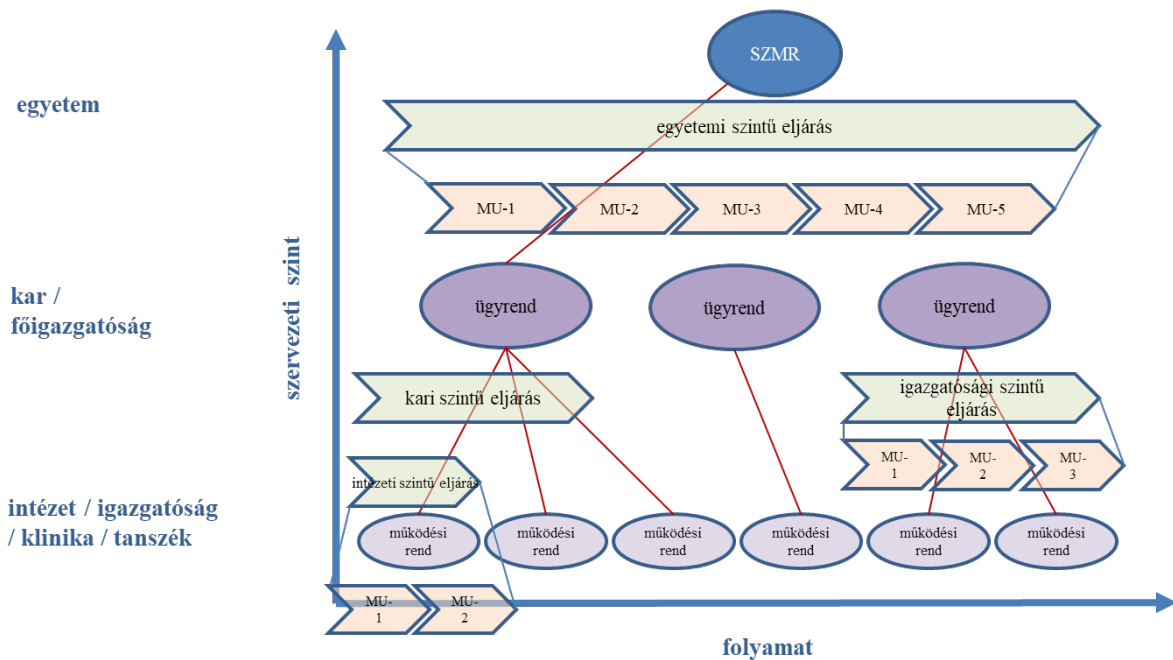 SZMR
egyetem
egyetemi szintű eljárás
MU-1
MU-2
MU-3
MU-4
MU-5
szervezeti szint
kar /
főigazgatóság
ügyrend
ügyrend
ügyrend
kari szintű eljárás
igazgatósági szintű
eljárás
MU-
1
MU-
2
MU-
3
intézeti szintű eljárás
intézet / igazgatóság
/ klinika / tanszék
működési
rend
működési
rend
működési
rend
működési
rend
működési
rend
működési
rend
MU-
1
MU-
2
folyamat